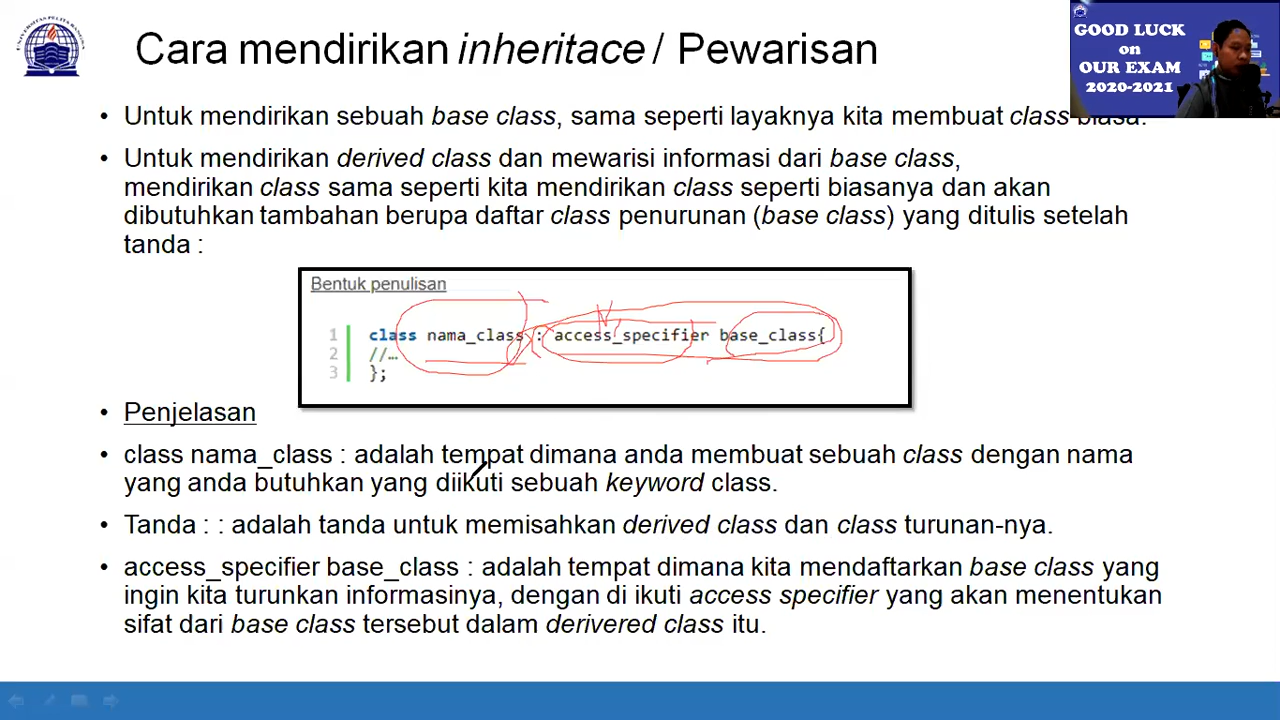 UNIVERSITAS PELITA BANGSA
Cara mendirikan inheritace / Pewarisan
GOOD LUCK
on
OUR EXAM
2020-2021
• Untuk mendirikan sebuah base class, sama seperti layaknya kita membuat class biasa.
• Untuk mendirikan derived class dan mewarisi informasi dari base class,
mendirikan class sama seperti kita mendirikan class seperti biasanya dan akan
dibutuhkan tambahan berupa daftar class penurunan (base class) yang ditulis setelah
tanda :
Bentuk penulisan
1 class nama_class : access_specifier base_class{
2 //…
3 };
• Penjelasan
• class nama_class : adalah tempat dimana anda membuat sebuah class dengan nama
yang anda butuhkan yang diikuti sebuah keyword class.
• Tanda : : adalah tanda untuk memisahkan derived class dan class turunan-nya.
• access_specifier base_class : adalah tempat dimana kita mendaftarkan base class yang
ingin kita turunkan informasinya, dengan di ikuti access specifier yang akan menentukan
sifat dari base class tersebut dalam derivered class itu.